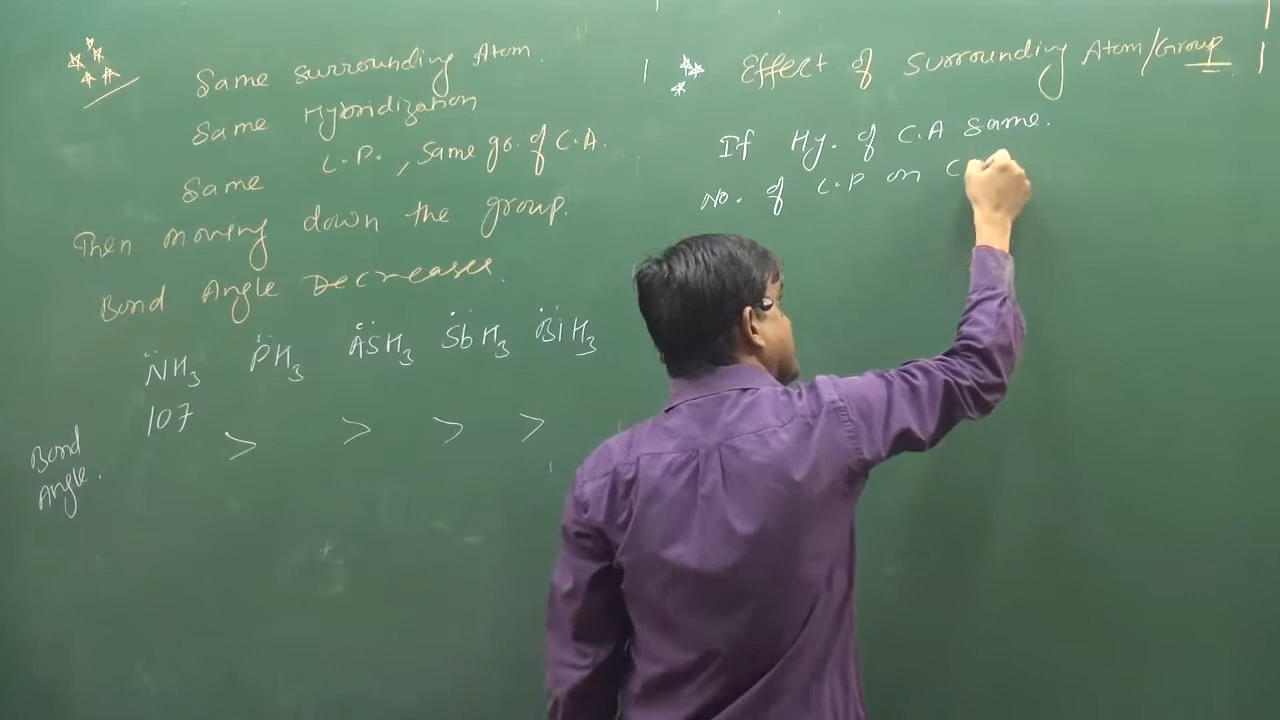 Same Surrounding Atom.
Same Hybridization
Same L.P., Same gr. of C.A.
Then moving down the group.
Bond Angle Decreases.
NH3 PH3 AsH3 SbH3 BiH3
Bond Angle. 107 > > > >
Effect of Surrounding Atom/Group
If Hy. of C.A same.
No. of L.P on C